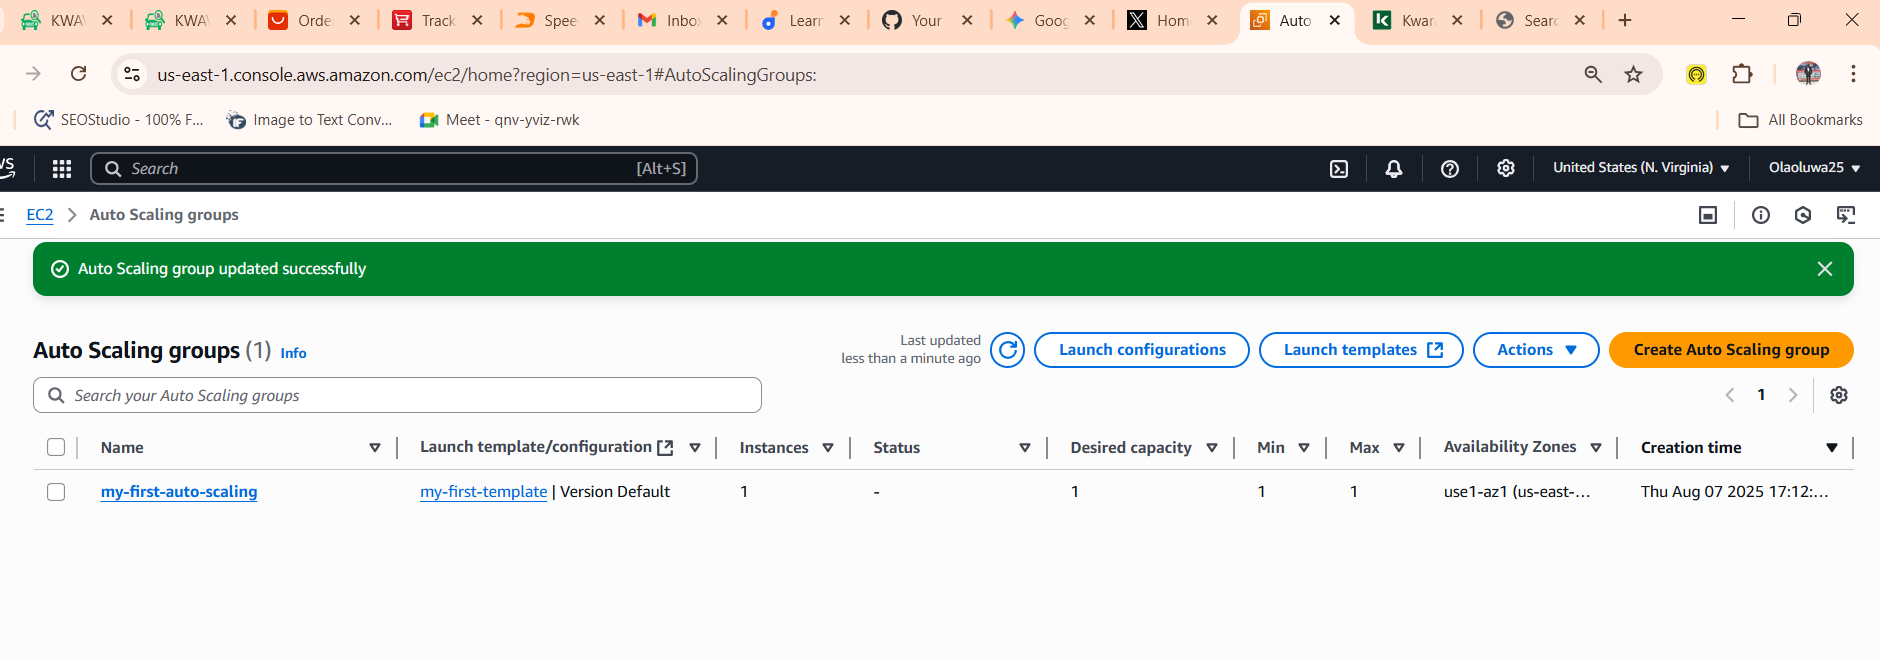 KWAV
KWAV
Orde
Track
Spee
Inbox
Learn
Your
Goog
Home
Auto
Kwar
Searc
us-east-1.console.aws.amazon.com/ec2/home?region=us-east-1#AutoScalingGroups:
SEOStudio - 100% F...
Image to Text Conv...
Meet - qnv-yviz-rwk
All Bookmarks
Search
[Alt+S]
United States (N. Virginia)
Olaoluwa25
EC2
Auto Scaling groups
Auto Scaling group updated successfully
Auto Scaling groups (1) Info
Last updated
less than a minute ago
Launch configurations
Launch templates
Actions
Create Auto Scaling group
Search your Auto Scaling groups
1
Name Launch template/configuration Instances Status Desired capacity Min Max Availability Zones Creation time
my-first-auto-scaling my-first-template | Version Default 1 - 1 1 1 use1-az1 (us-east-... Thu Aug 07 2025 17:12:...